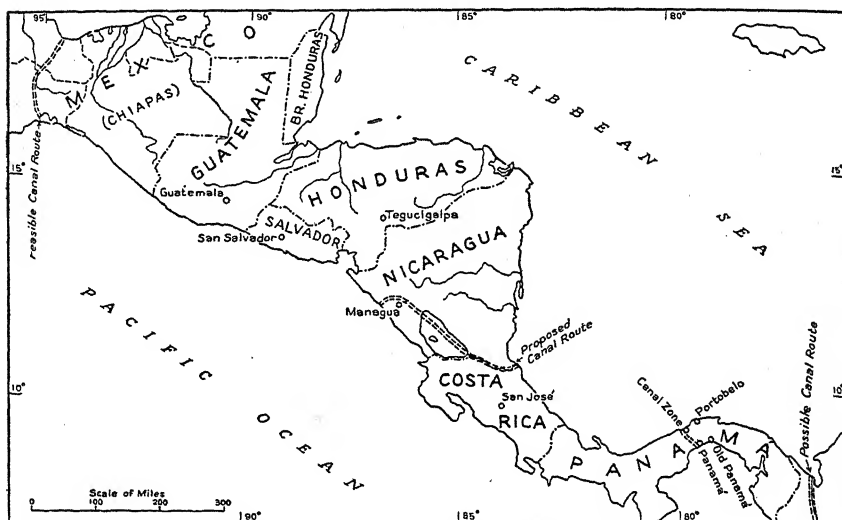 95
90°
85°
80°
MEXICO
(CHIAPAS)
GUATEMALA
BR. HONDURAS
CARIBBEAN SEA
Feasible Canal Route
15°
15°
HONDURAS
Guatemala
Tegucigalpa
SALVADOR
San Salvador
NICARAGUA
PACIFIC OCEAN
Managua
Proposed Canal Route
10°
10°
COSTA RICA
San José
Canal Zone
Portobelo
Possible Canal Route
PANAMA
Panamá
Old Panamá
Scale of Miles
0 100 200 300
90°
85°
80°